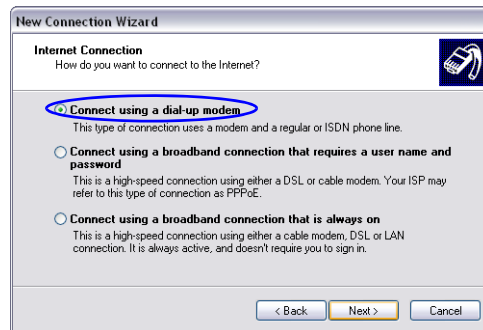 New Connection Wizard
Internet Connection
How do you want to connect to the Internet?
Connect using a dial-up modem
This type of connection uses a modem and a regular or ISDN phone line.
Connect using a broadband connection that requires a user name and
password
This is a high-speed connection using either a DSL or cable modem. Your ISP may
refer to this type of connection as PPPoE.
Connect using a broadband connection that is always on
This is a high-speed connection using either a cable modem, DSL or LAN
connection. It is always active, and doesn't require you to sign in.
< Back Next > Cancel